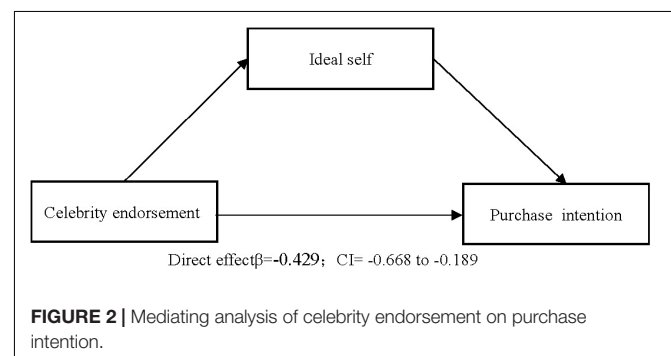 Ideal self
Celebrity endorsement
Purchase intention
Direct effectβ=-0.429; CI= -0.668 to -0.189
FIGURE 2 | Mediating analysis of celebrity endorsement on purchase
intention.